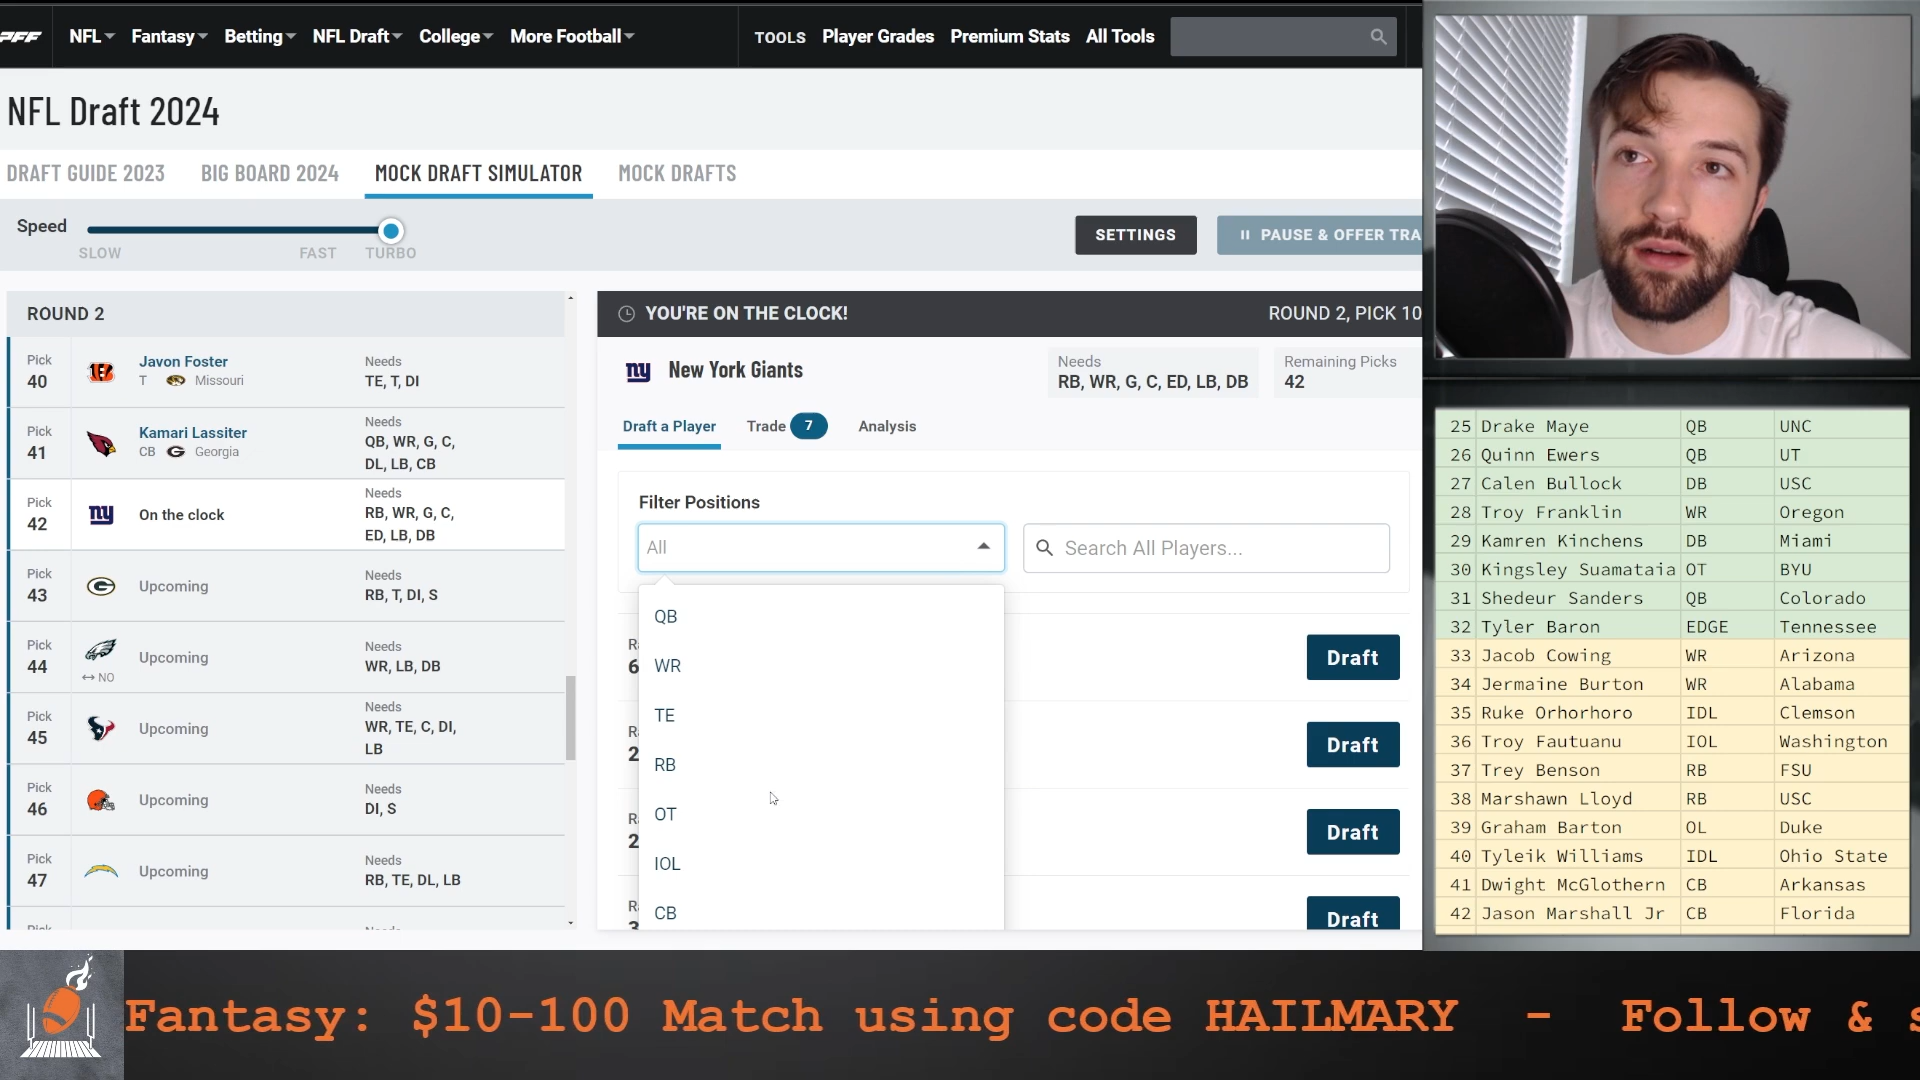 PFF NFL Fantasy Betting NFL Draft College More Football TOOLS Player Grades Premium Stats All Tools
NFL Draft 2024
DRAFT GUIDE 2023 BIG BOARD 2024 MOCK DRAFT SIMULATOR MOCK DRAFTS
Speed
SLOW FAST TURBO
SETTINGS
PAUSE & OFFER TRA
ROUND 2
Pick 40 Javon Foster Needs
T Missouri TE, T, DI
Pick 41 Kamari Lassiter Needs
CB Georgia QB, WR, G, C,
DL, LB, CB
Pick 42 ny On the clock Needs
RB, WR, G, C,
ED, LB, DB
Pick 43 Upcoming Needs
RB, T, DI, S
Pick 44 Upcoming Needs
WR, LB, DB
↔ NO
Pick 45 Upcoming Needs
WR, TE, C, DI,
LB
Pick 46 Upcoming Needs
DI, S
Pick 47 Upcoming Needs
RB, TE, DL, LB
YOU'RE ON THE CLOCK! ROUND 2, PICK 10
ny New York Giants
Needs
RB, WR, G, C, ED, LB, DB
Remaining Picks
42
Draft a Player Trade 7 Analysis
Filter Positions
All
Search All Players...
QB
WR
TE
RB
OT
IOL
CB
Draft
Draft
Draft
Draft
25 Drake Maye QB UNC
26 Quinn Ewers QB UT
27 Calen Bullock DB USC
28 Troy Franklin WR Oregon
29 Kamren Kinchens DB Miami
30 Kingsley Suamataia OT BYU
31 Shedeur Sanders QB Colorado
32 Tyler Baron EDGE Tennessee
33 Jacob Cowing WR Arizona
34 Jermaine Burton WR Alabama
35 Ruke Orhorhoro IDL Clemson
36 Troy Fautuanu IOL Washington
37 Trey Benson RB FSU
38 Marshawn Lloyd RB USC
39 Graham Barton OL Duke
40 Tyleik Williams IDL Ohio State
41 Dwight McGlothern CB Arkansas
42 Jason Marshall Jr CB Florida
Fantasy: $10-100 Match using code HAILMARY - Follow & s